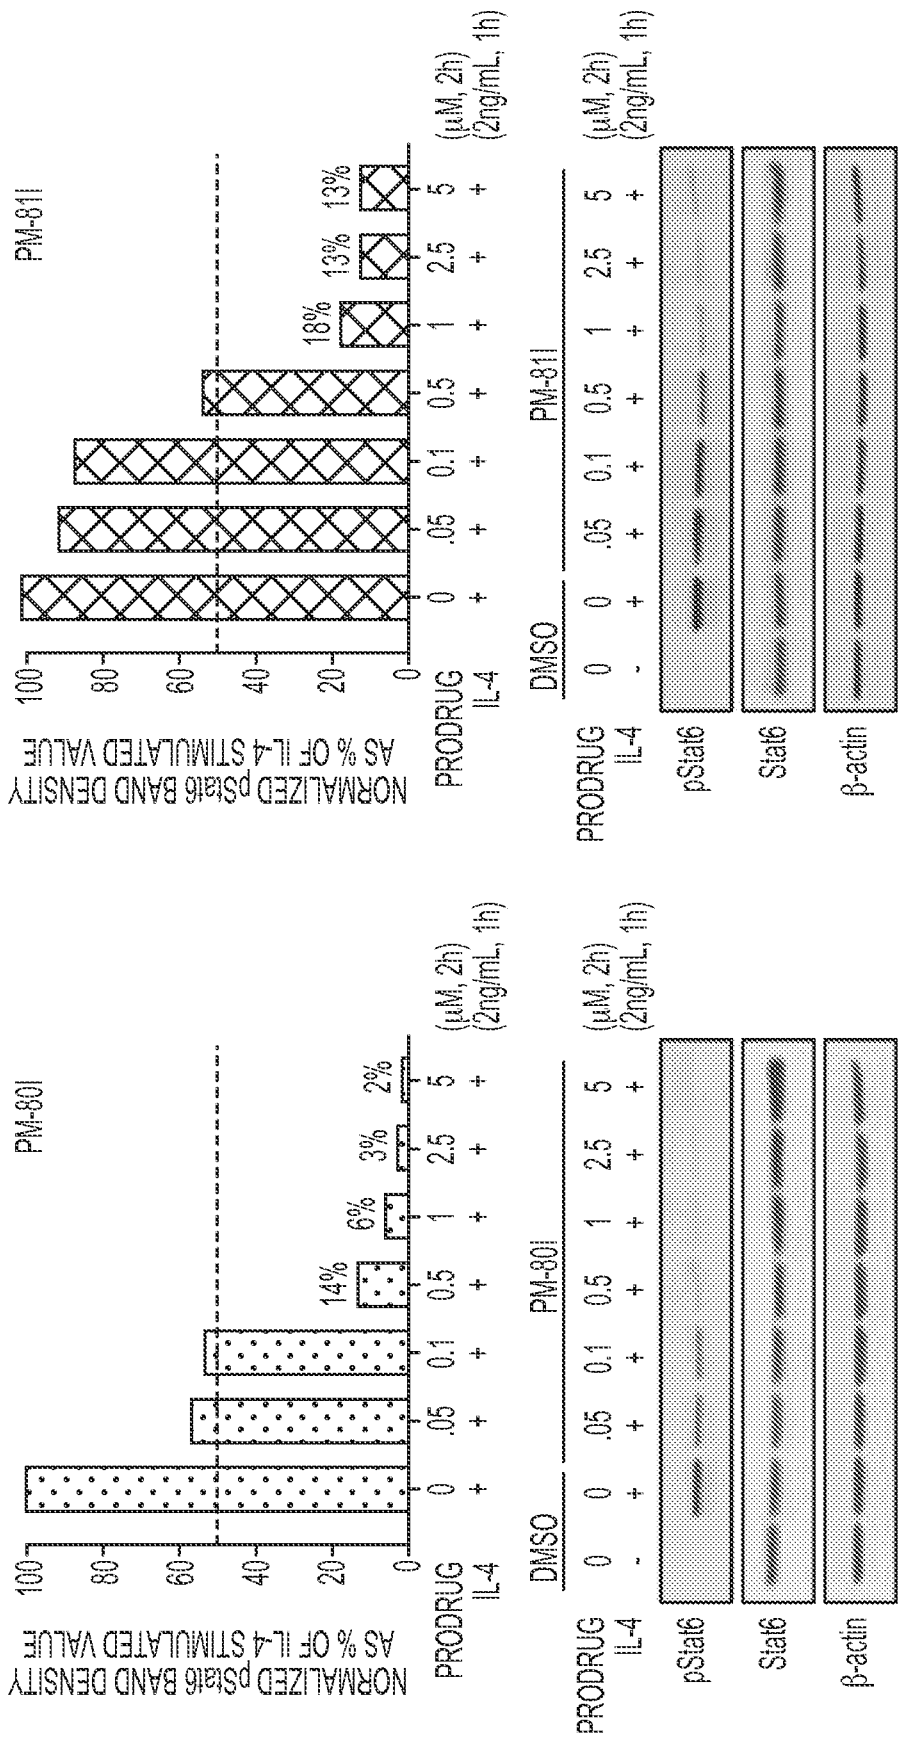 PM-80I
NORMALIZED pStat6 BAND DENSITY
AS % OF IL-4 STIMULATED VALUE
100
80
60
40
20
0
14%
6%
3%
2%
PRODRUG 0 .05 0.1 0.5 1 2.5 5 (µM, 2h)
IL-4 + + + + + + + (2ng/mL, 1h)
DMSO PM-80I
PRODRUG 0 0 .05 0.1 0.5 1 2.5 5 (µM, 2h)
IL-4 - + + + + + + + (2ng/mL, 1h)
pStat6
Stat6
β-actin
PM-81I
NORMALIZED pStat6 BAND DENSITY
AS % OF IL-4 STIMULATED VALUE
100
80
60
40
20
0
18%
13%
13%
PRODRUG 0 .05 0.1 0.5 1 2.5 5 (µM, 2h)
IL-4 + + + + + + + (2ng/mL, 1h)
DMSO PM-81I
PRODRUG 0 0 .05 0.1 0.5 1 2.5 5 (µM, 2h)
IL-4 - + + + + + + + (2ng/mL, 1h)
pStat6
Stat6
β-actin